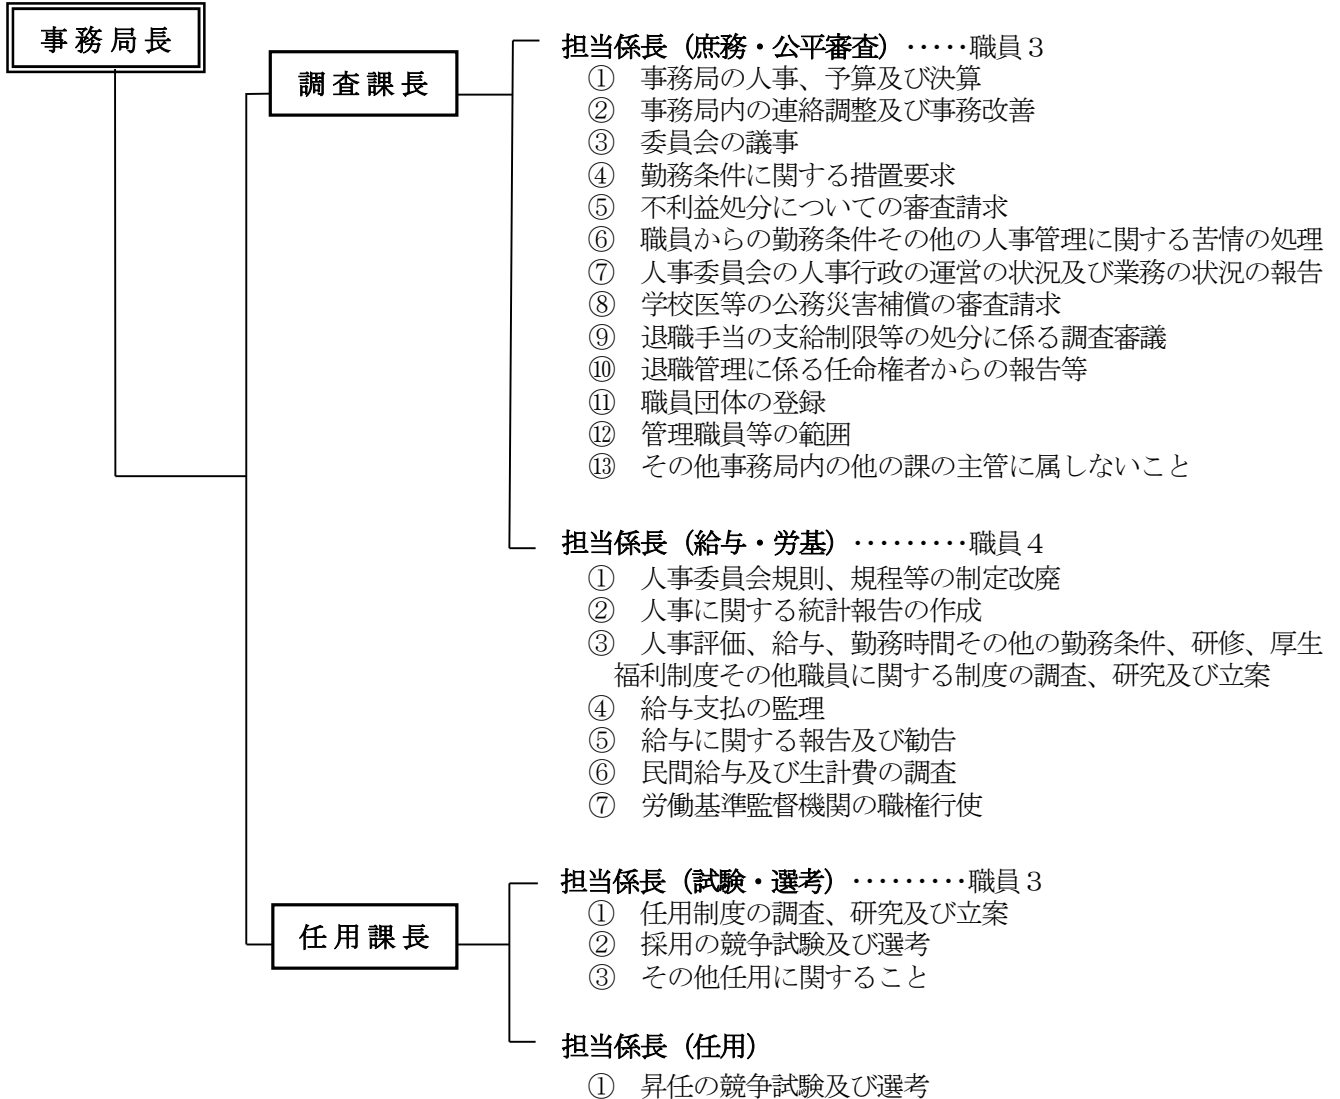 事務局長
調査課長
担当係長（庶務・公平審査）・・・・・職員３
①　事務局の人事、予算及び決算
②　事務局内の連絡調整及び事務改善
③　委員会の議事
④　勤務条件に関する措置要求
⑤　不利益処分についての審査請求
⑥　職員からの勤務条件その他の人事管理に関する苦情の処理
⑦　人事委員会の人事行政の運営の状況及び業務の状況の報告
⑧　学校医等の公務災害補償の審査請求
⑨　退職手当の支給制限等の処分に係る調査審議
⑩　退職管理に係る任命権者からの報告等
⑪　職員団体の登録
⑫　管理職員等の範囲
⑬　その他事務局内の他の課の主管に属しないこと
担当係長（給与・労基）・・・・・・・・・職員４
①　人事委員会規則、規程等の制定改廃
②　人事に関する統計報告の作成
③　人事評価、給与、勤務時間その他の勤務条件、研修、厚生
福利制度その他職員に関する制度の調査、研究及び立案
④　給与支払の監理
⑤　給与に関する報告及び勧告
⑥　民間給与及び生計費の調査
⑦　労働基準監督機関の職権行使
任用課長
担当係長（試験・選考）・・・・・・・・・職員３
①　任用制度の調査、研究及び立案
②　採用の競争試験及び選考
③　その他任用に関すること
担当係長（任用）
①　昇任の競争試験及び選考